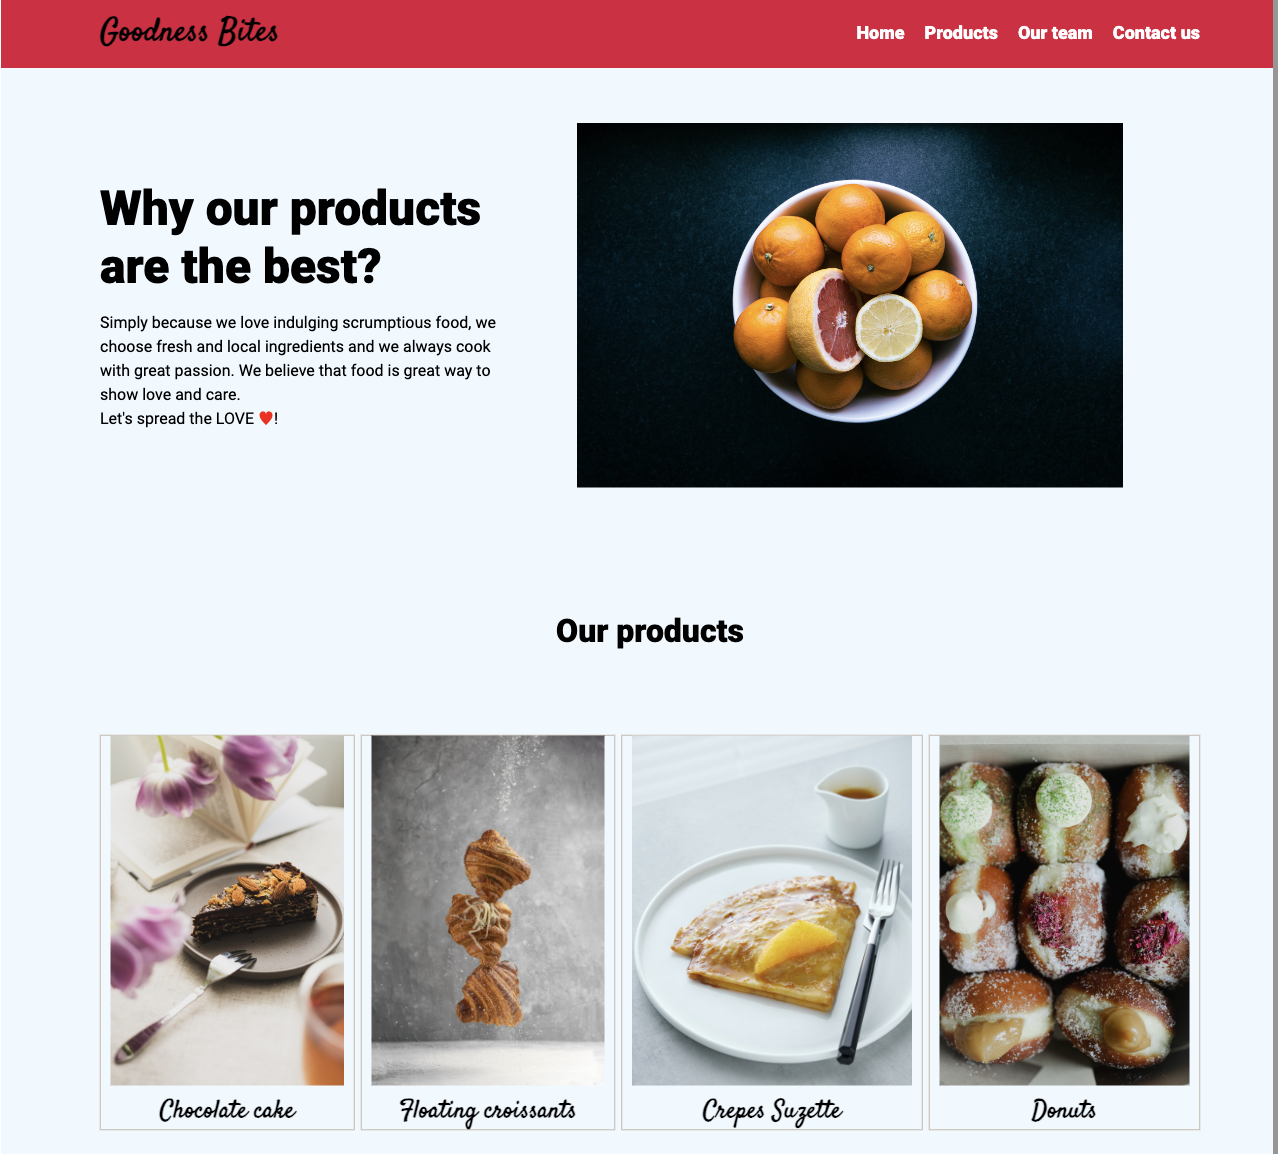 Goodness Bites
Home Products Our team Contact us
Why our products
are the best?
Simply because we love indulging scrumptious food, we
choose fresh and local ingredients and we always cook
with great passion. We believe that food is great way to
show love and care.
Let's spread the LOVE ♥!
Our products
Chocolate cake
Floating croissants
Crepes Suzette
Donuts